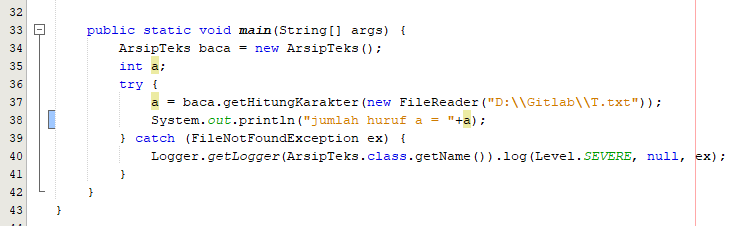 32
33 public static void main(String[] args) {
34 ArsipTeks baca = new ArsipTeks();
35 int a;
36 try {
37 a = baca.getHitungKarakter(new FileReader("D:\\Gitlab\\T.txt"));
38 System.out.println("jumlah huruf a = "+a);
39 } catch (FileNotFoundException ex) {
40 Logger.getLogger(ArsipTeks.class.getName()).log(Level.SEVERE, null, ex);
41 }
42 }
43 }